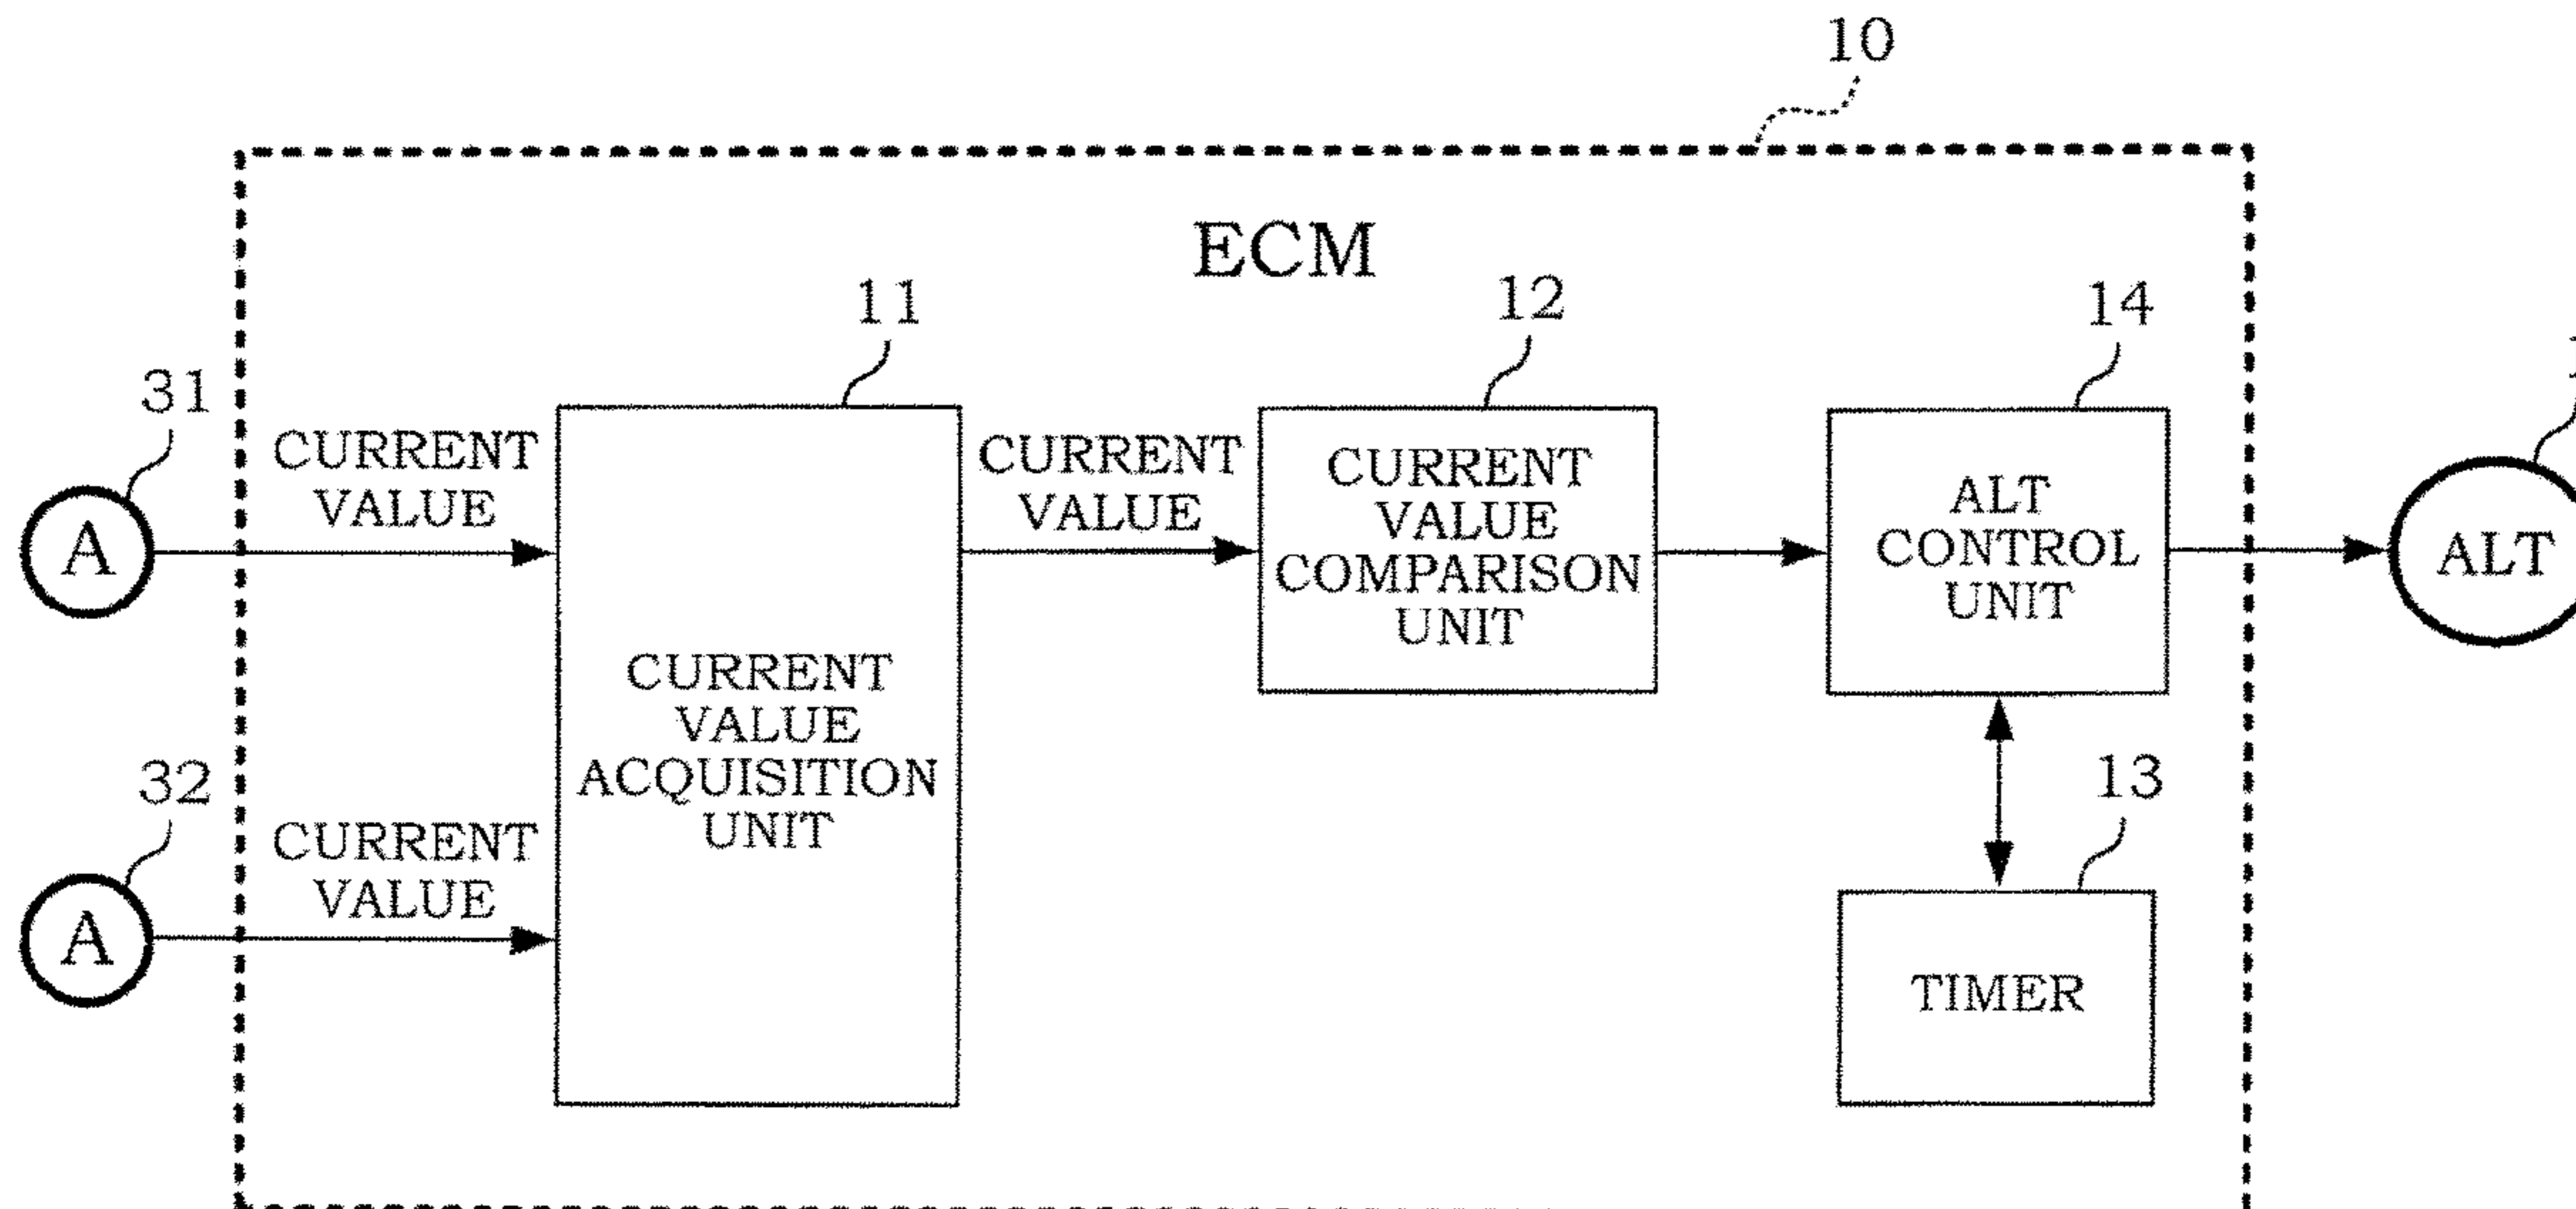 10
ECM
11
12
14
31
CURRENT
VALUE
CURRENT
VALUE
CURRENT
VALUE
COMPARISON
UNIT
ALT
CONTROL
UNIT
A
ALT
CURRENT
VALUE
ACQUISITION
UNIT
32
CURRENT
VALUE
13
A
TIMER